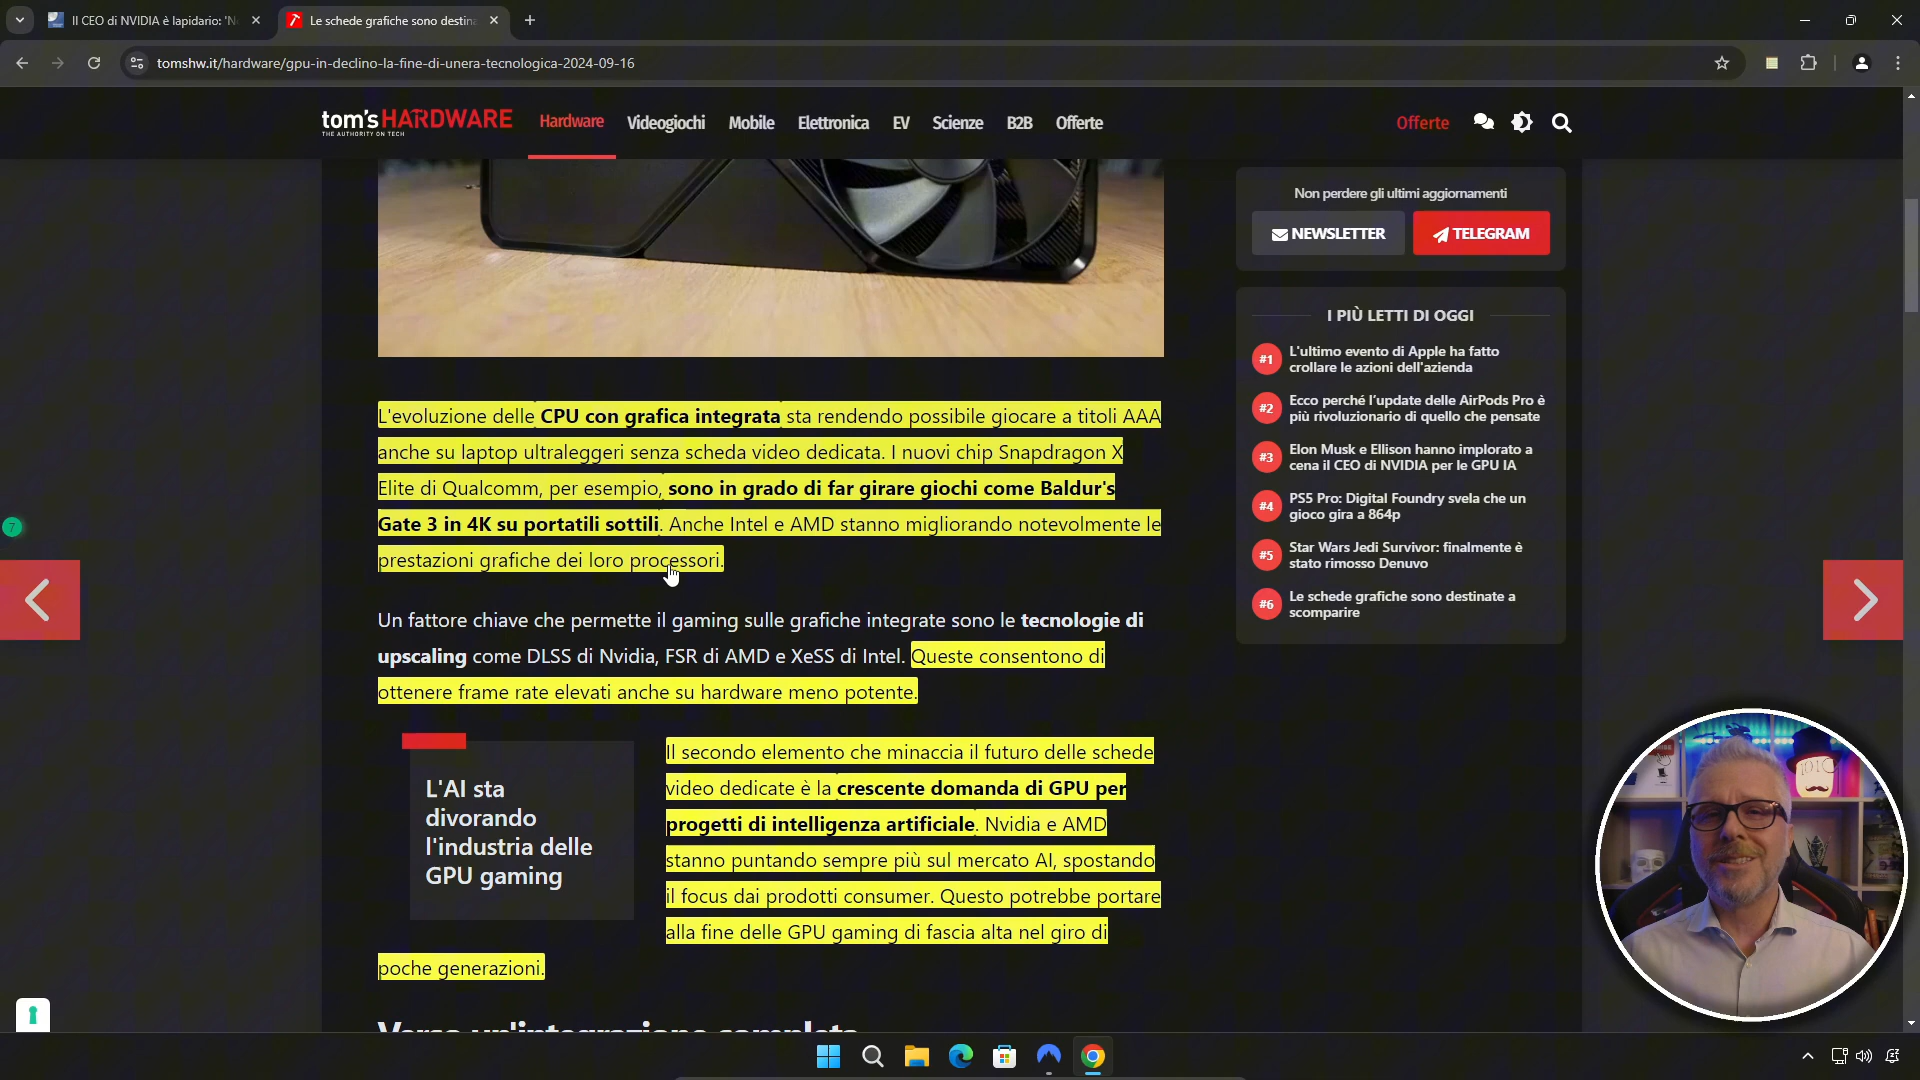 Il CEO di NVIDIA è lapidario: 'N
Le schede grafiche sono destina
tomshw.it/hardware/gpu-in-declino-la-fine-di-unera-tecnologica-2024-09-16
tom's HARDWARE
THE AUTHORITY ON TECH
Hardware
Videogiochi
Mobile
Elettronica
EV
Scienze
B2B
Offerte
Offerte
Non perdere gli ultimi aggiornamenti
NEWSLETTER
TELEGRAM
I PIÙ LETTI DI OGGI
#1 L'ultimo evento di Apple ha fatto
crollare le azioni dell'azienda
#2 Ecco perché l'update delle AirPods Pro è
più rivoluzionario di quello che pensate
#3 Elon Musk e Ellison hanno implorato a
cena il CEO di NVIDIA per le GPU IA
#4 PS5 Pro: Digital Foundry svela che un
gioco gira a 864p
#5 Star Wars Jedi Survivor: finalmente è
stato rimosso Denuvo
#6 Le schede grafiche sono destinate a
scomparire
L'evoluzione delle CPU con grafica integrata sta rendendo possibile giocare a titoli AAA
anche su laptop ultraleggeri senza scheda video dedicata. I nuovi chip Snapdragon X
Elite di Qualcomm, per esempio, sono in grado di far girare giochi come Baldur's
Gate 3 in 4K su portatili sottili. Anche Intel e AMD stanno migliorando notevolmente le
prestazioni grafiche dei loro processori.
7
Un fattore chiave che permette il gaming sulle grafiche integrate sono le tecnologie di
upscaling come DLSS di Nvidia, FSR di AMD e XeSS di Intel. Queste consentono di
ottenere frame rate elevati anche su hardware meno potente.
L'AI sta
divorando
l'industria delle
GPU gaming
Il secondo elemento che minaccia il futuro delle schede
video dedicate è la crescente domanda di GPU per
progetti di intelligenza artificiale. Nvidia e AMD
stanno puntando sempre più sul mercato AI, spostando
il focus dai prodotti consumer. Questo potrebbe portare
alla fine delle GPU gaming di fascia alta nel giro di
poche generazioni.
Verso un'integrazione completa